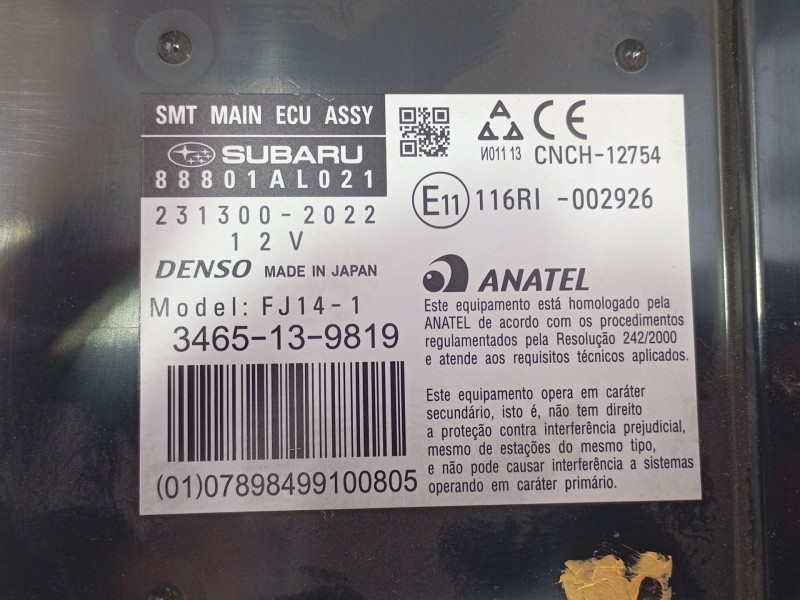 SMT MAIN ECU ASSY
SUBARU
88801AL021
231300-2022
12V
DENSO MADE IN JAPAN
Model: FJ14-1
3465-13-9819
(01)07898499100805
CE
И011 13 CNCH-12754
E11 116RI -002926
ANATEL
Este equipamento está homologado pela
ANATEL de acordo com os procedimentos
regulamentados pela Resolução 242/2000
e atende aos requisitos técnicos aplicados.
Este equipamento opera em caráter
secundário, isto é, não tem direito
a proteção contra interferência prejudicial,
mesmo de estações do mesmo tipo,
e não pode causar interferência a sistemas
operando em caráter primário.